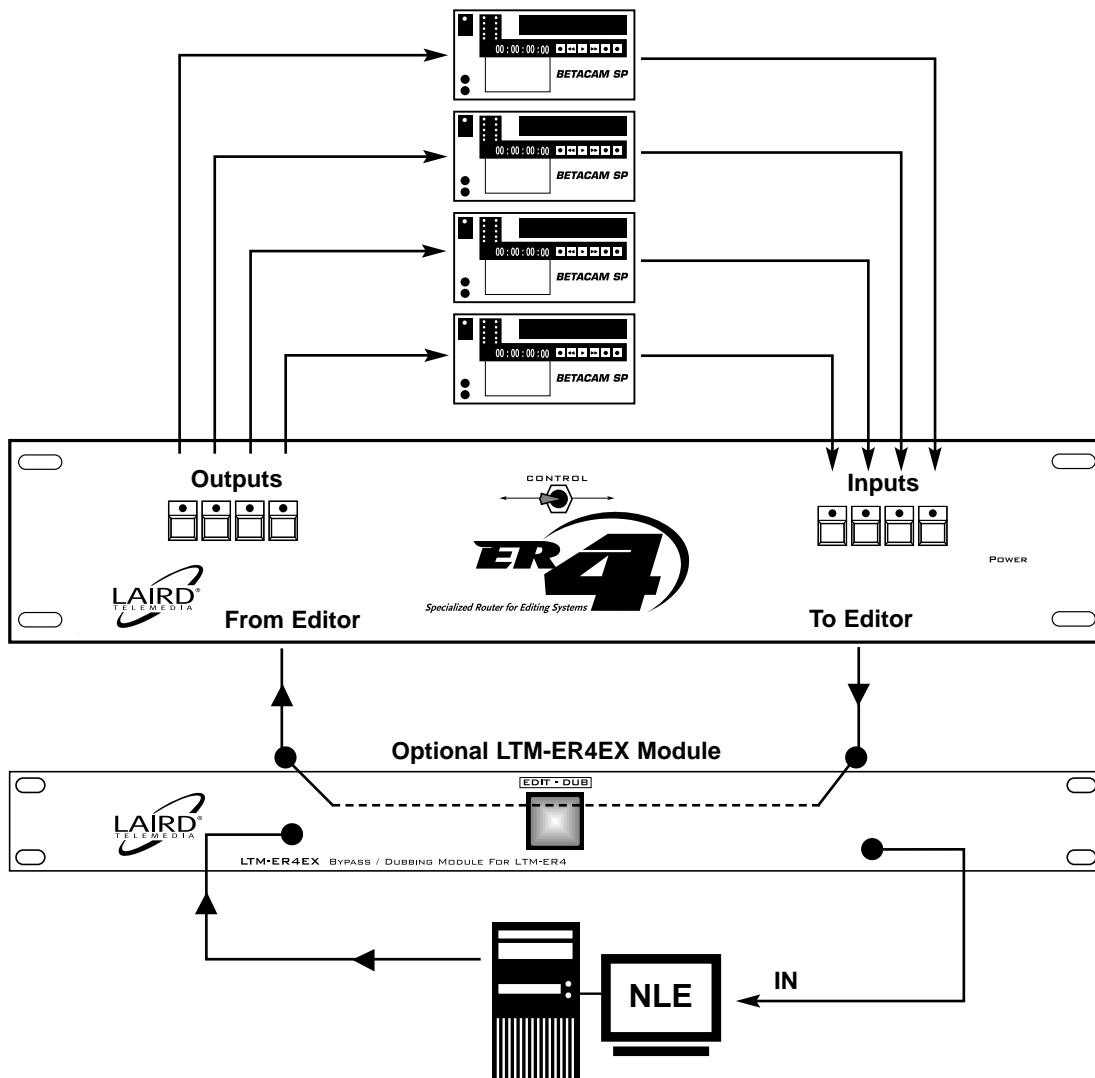 00 : 00 : 00 : 00
BETACAM SP
00 : 00 : 00 : 00
BETACAM SP
00 : 00 : 00 : 00
BETACAM SP
00 : 00 : 00 : 00
BETACAM SP
Outputs
CONTROL
Inputs
ER4
POWER
LAIRD®
TELEMEDIA
Specialized Router for Editing Systems
From Editor
To Editor
Optional LTM-ER4EX Module
EDIT - DUB
LAIRD®
TELEMEDIA
LTM-ER4EX BYPASS / DUBBING MODULE FOR LTM-ER4
NLE
IN